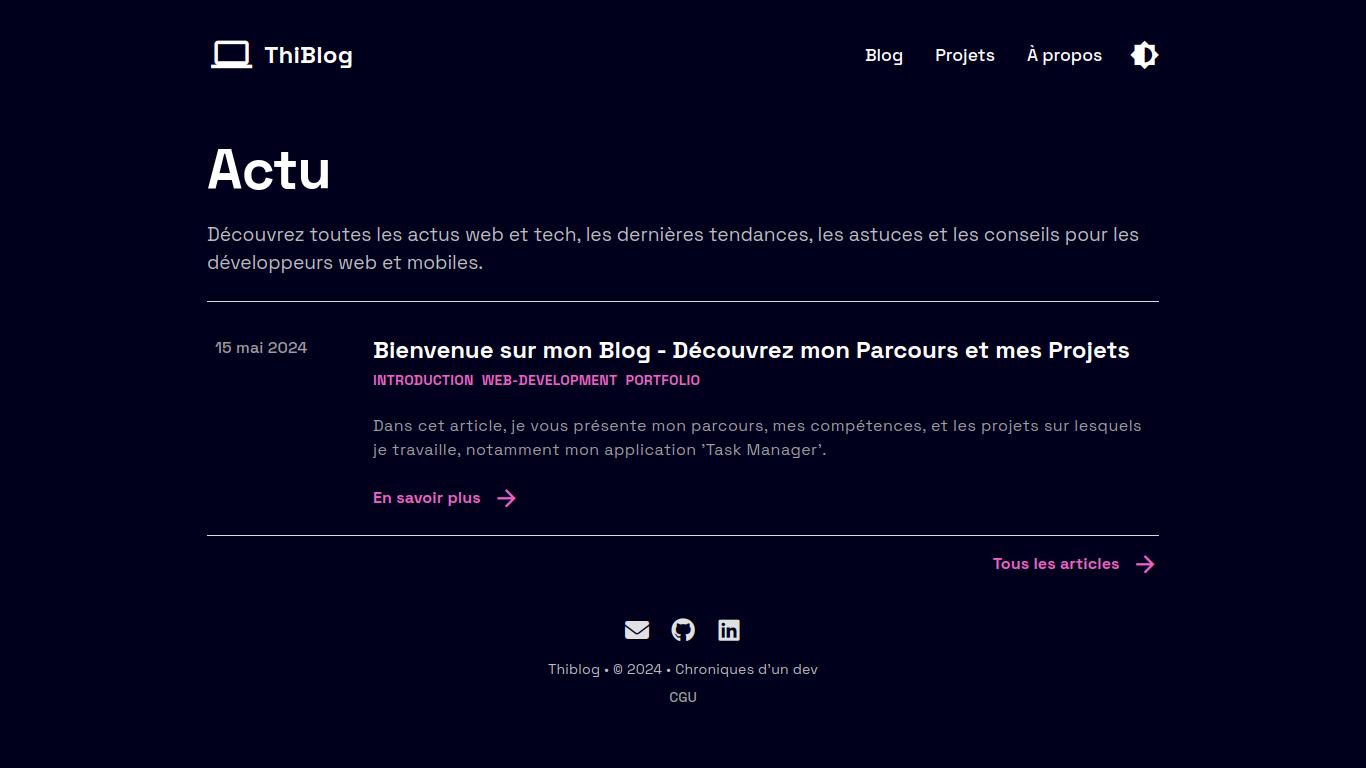 ThiBlog
Blog Projets À propos
Actu
Découvrez toutes les actus web et tech, les dernières tendances, les astuces et les conseils pour les
développeurs web et mobiles.
15 mai 2024
Bienvenue sur mon Blog - Découvrez mon Parcours et mes Projets
INTRODUCTION WEB-DEVELOPMENT PORTFOLIO
Dans cet article, je vous présente mon parcours, mes compétences, et les projets sur lesquels
je travaille, notamment mon application 'Task Manager'.
En savoir plus
Tous les articles
Thiblog • © 2024 • Chroniques d'un dev
CGU